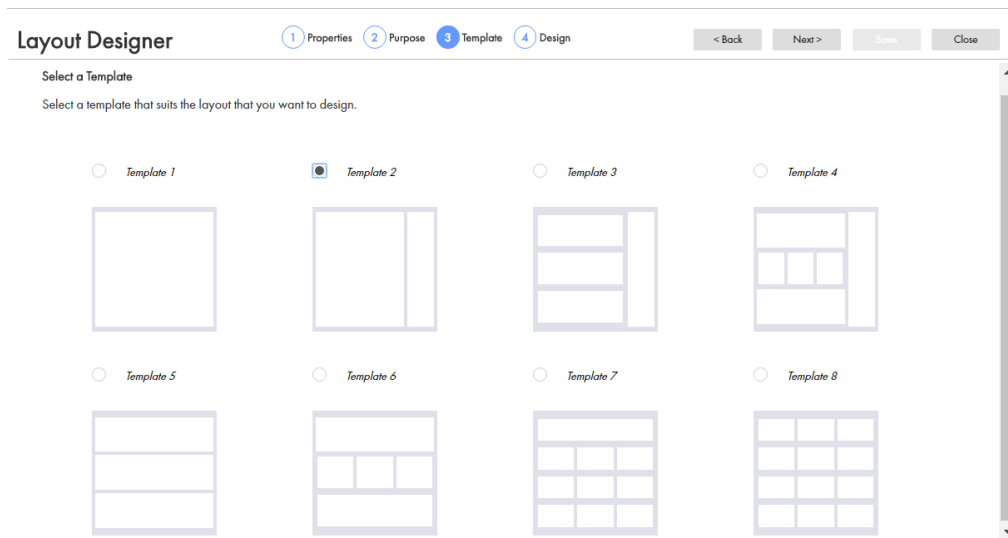 Layout Designer
1 Properties 2 Purpose 3 Template 4 Design
< Back Next > Save Close
Select a Template
Select a template that suits the layout that you want to design.
Template 1 Template 2 Template 3 Template 4
Template 5 Template 6 Template 7 Template 8